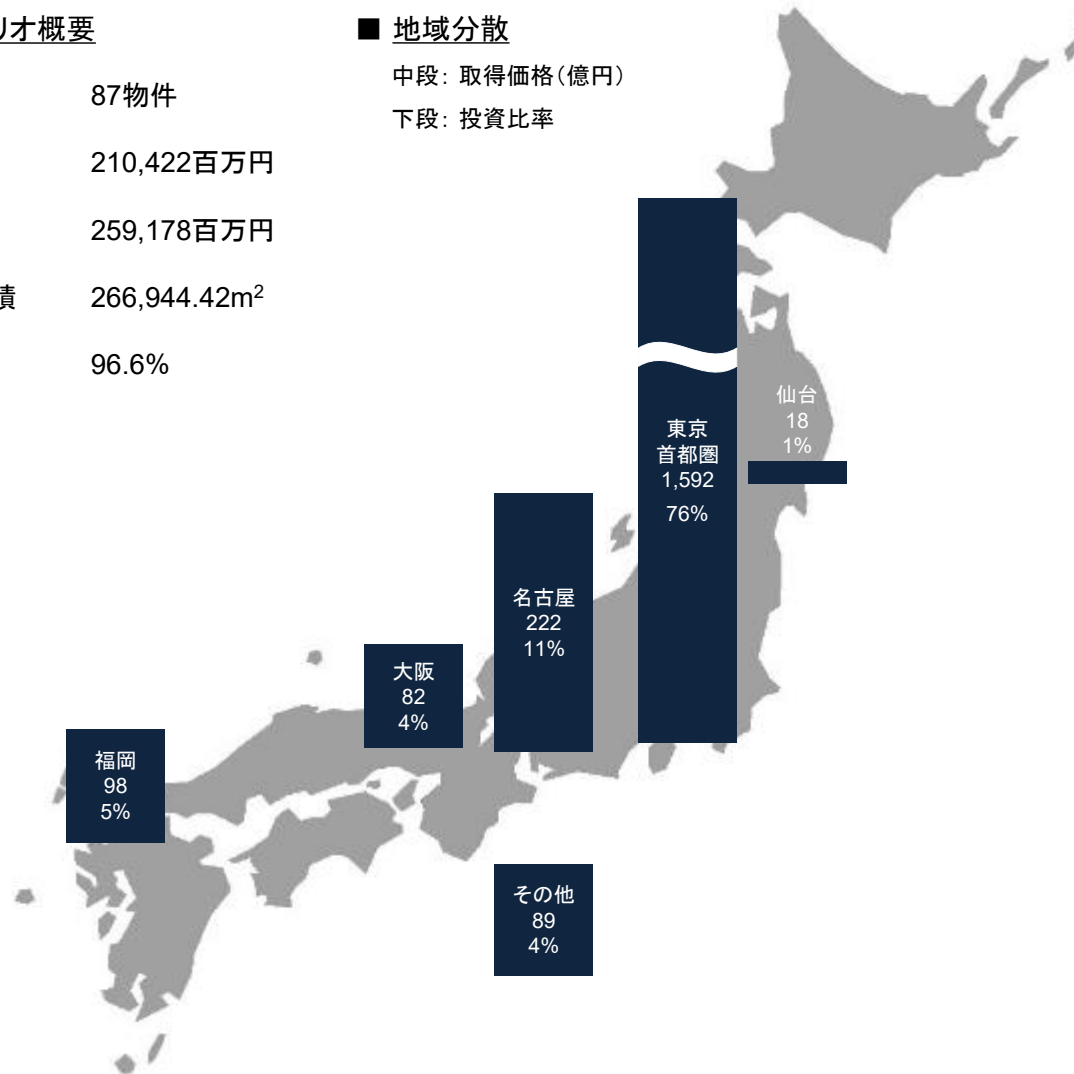 リオ概要
87物件
210,422百万円
259,178百万円
積 266,944.42m²
96.6%
■ 地域分散
中段: 取得価格(億円)
下段: 投資比率
仙台
18
1%
東京
首都圏
1,592
76%
名古屋
222
11%
大阪
82
4%
福岡
98
5%
その他
89
4%